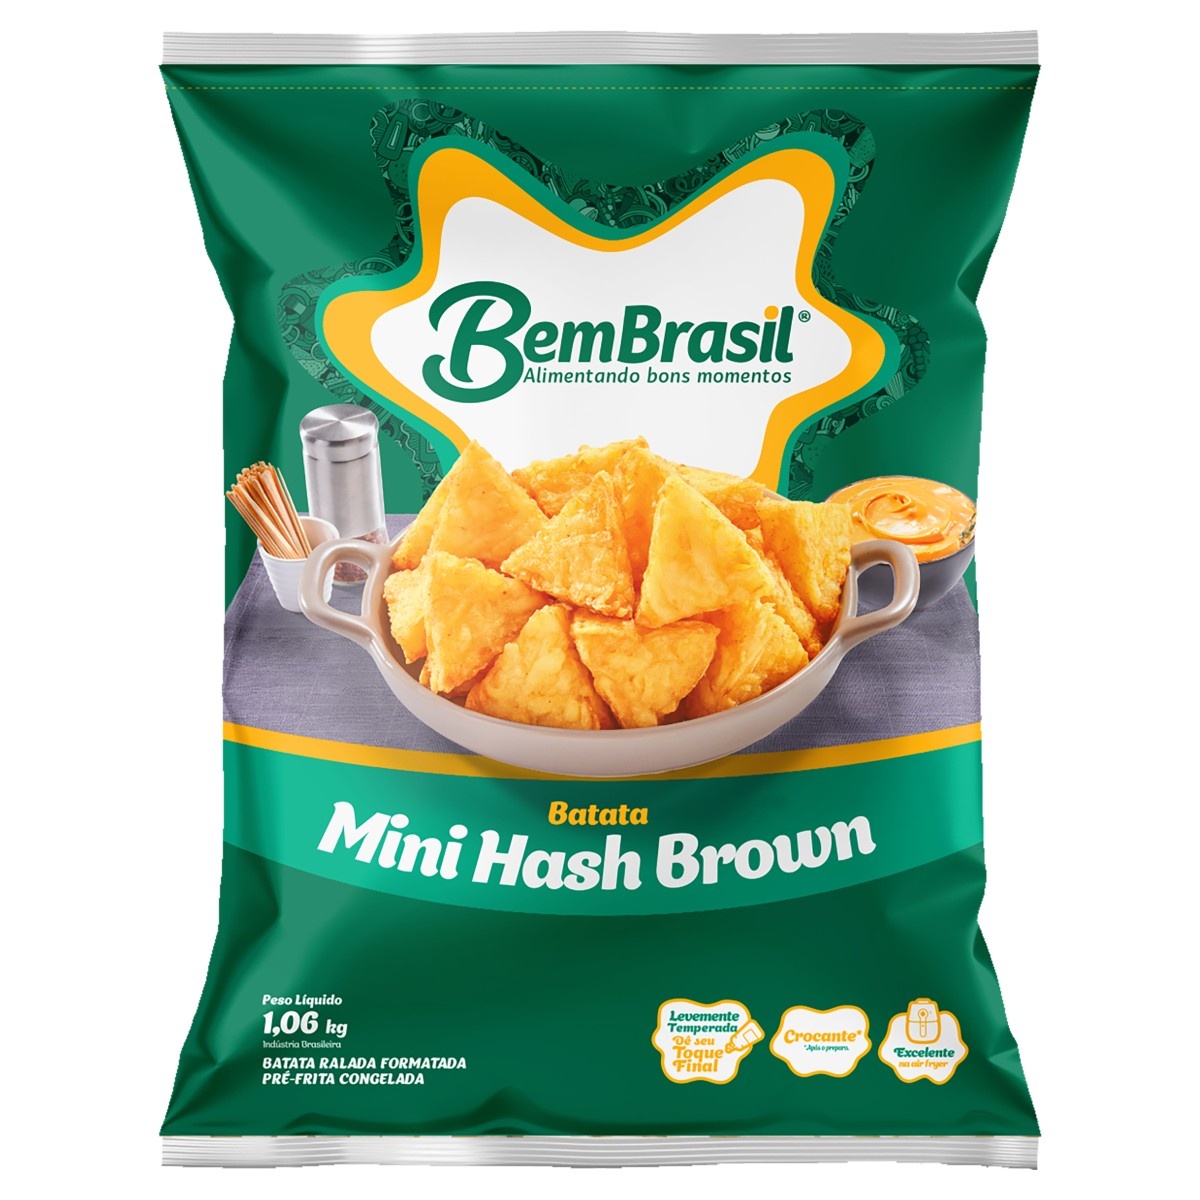 BemBrasil®
Alimentando bons momentos
Batata
Mini Hash Brown
Peso Líquido
1,06 kg
Indústria Brasileira
BATATA RALADA FORMATADA
PRÉ-FRITA CONGELADA
Levemente
Temperada
Dê seu
Toque
Final
Crocante*
*Após o preparo.
Excelente
na air fryer